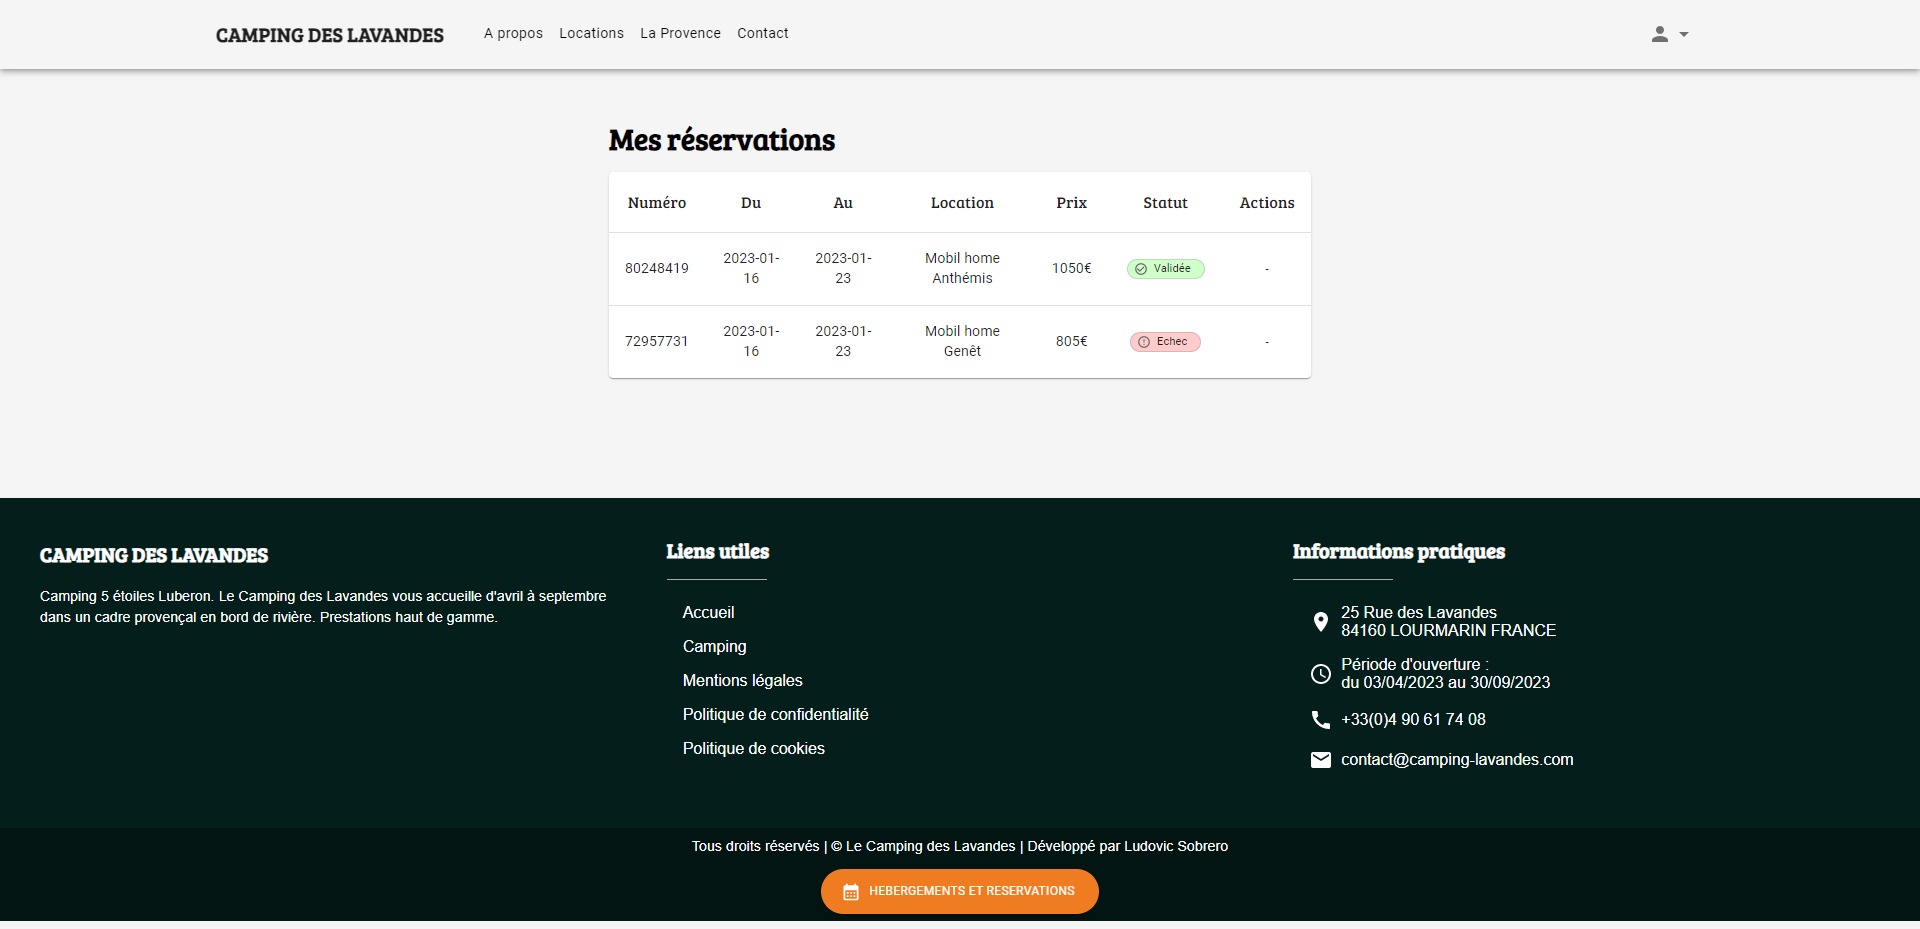 CAMPING DES LAVANDES
A propos
Locations
La Provence
Contact
Mes réservations
Numéro
Du
Au
Location
Prix
Statut
Actions
80248419
2023-01-
16
2023-01-
23
Mobil home
Anthémis
1050€
Validée
-
72957731
2023-01-
16
2023-01-
23
Mobil home
Genêt
805€
Echec
-
CAMPING DES LAVANDES
Camping 5 étoiles Luberon. Le Camping des Lavandes vous accueille d'avril à septembre
dans un cadre provençal en bord de rivière. Prestations haut de gamme.
Liens utiles
Accueil
Camping
Mentions légales
Politique de confidentialité
Politique de cookies
Informations pratiques
25 Rue des Lavandes
84160 LOURMARIN FRANCE
Période d'ouverture :
du 03/04/2023 au 30/09/2023
+33(0)4 90 61 74 08
contact@camping-lavandes.com
Tous droits réservés | © Le Camping des Lavandes | Développé par Ludovic Sobrero
HEBERGEMENTS ET RESERVATIONS